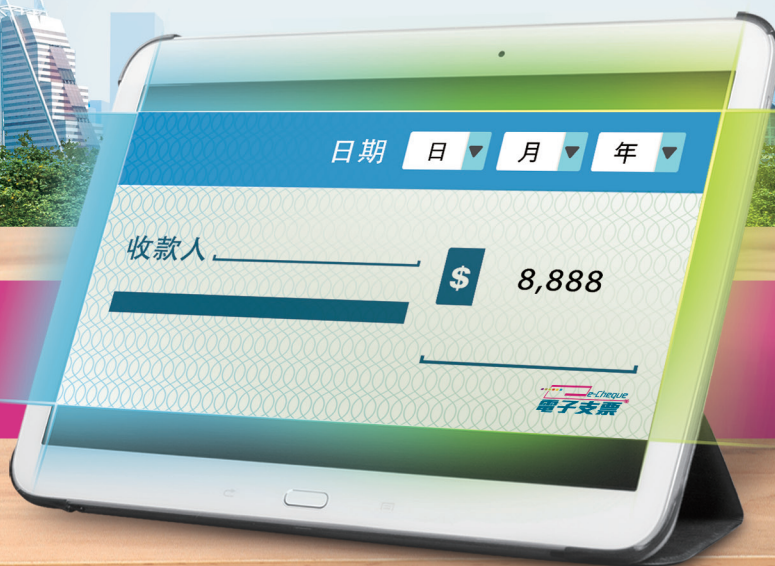 日期 日 月 年
收款人
$ 8,888
e-Cheque
電子支票